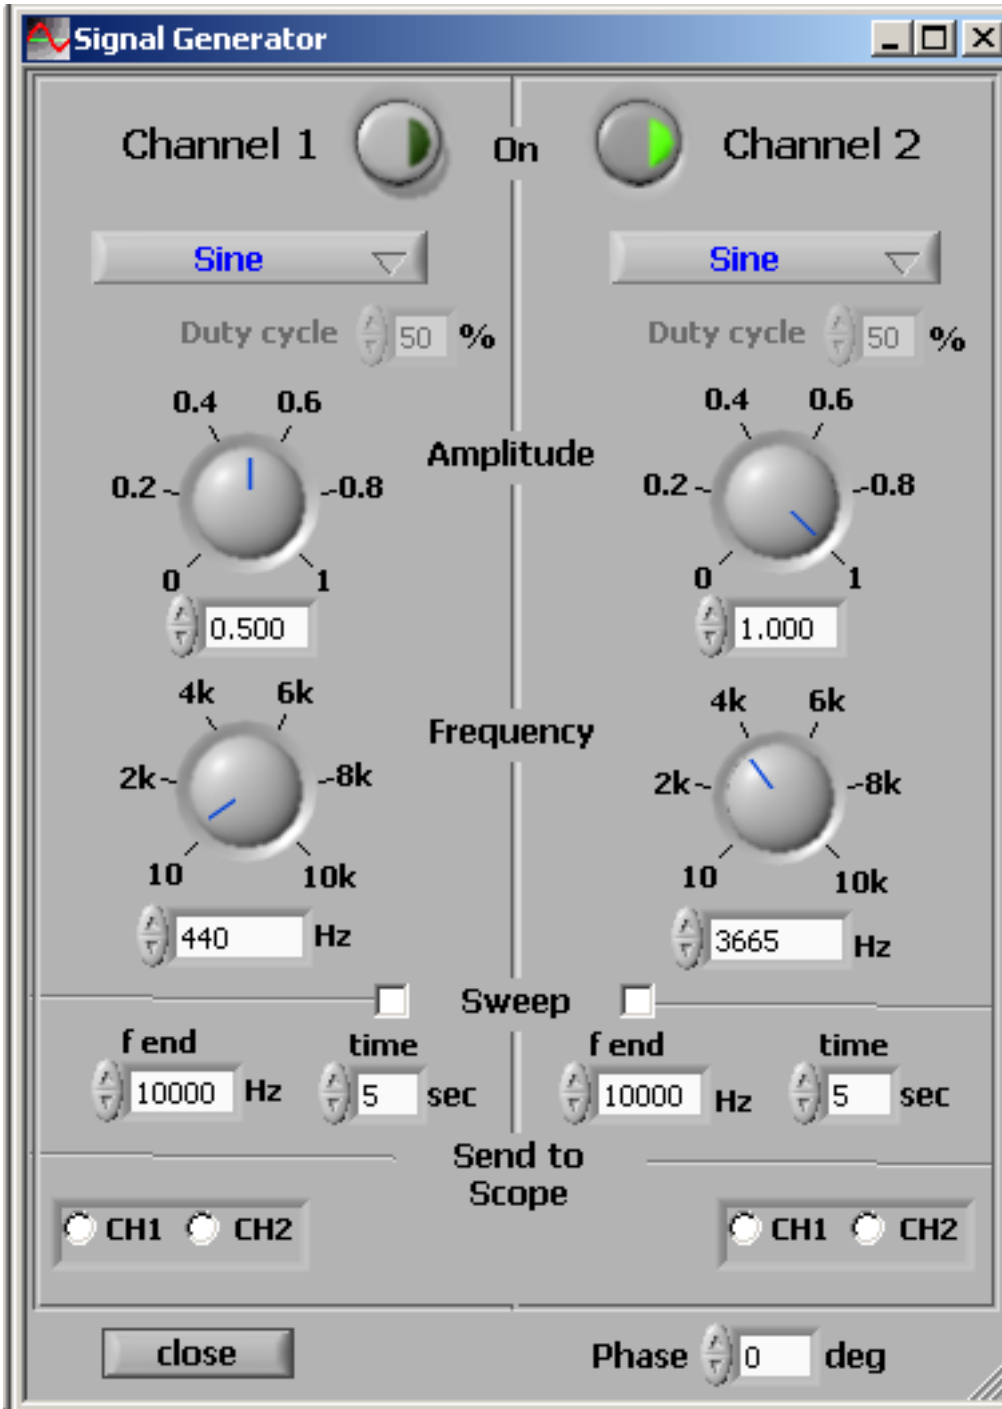 Signal Generator
Channel 1 On Channel 2
Sine Sine
Duty cycle 50 % Duty cycle 50 %
0.4 0.6 0.4 0.6
Amplitude
0.2 0.8 0.2 0.8
0 1 0 1
0.500 1.000
4k 6k 4k 6k
Frequency
2k 8k 2k 8k
10 10k 10 10k
440 Hz 3665 Hz
Sweep
f end time f end time
10000 Hz 5 sec 10000 Hz 5 sec
Send to
Scope
CH1 CH2 CH1 CH2
close Phase 0 deg